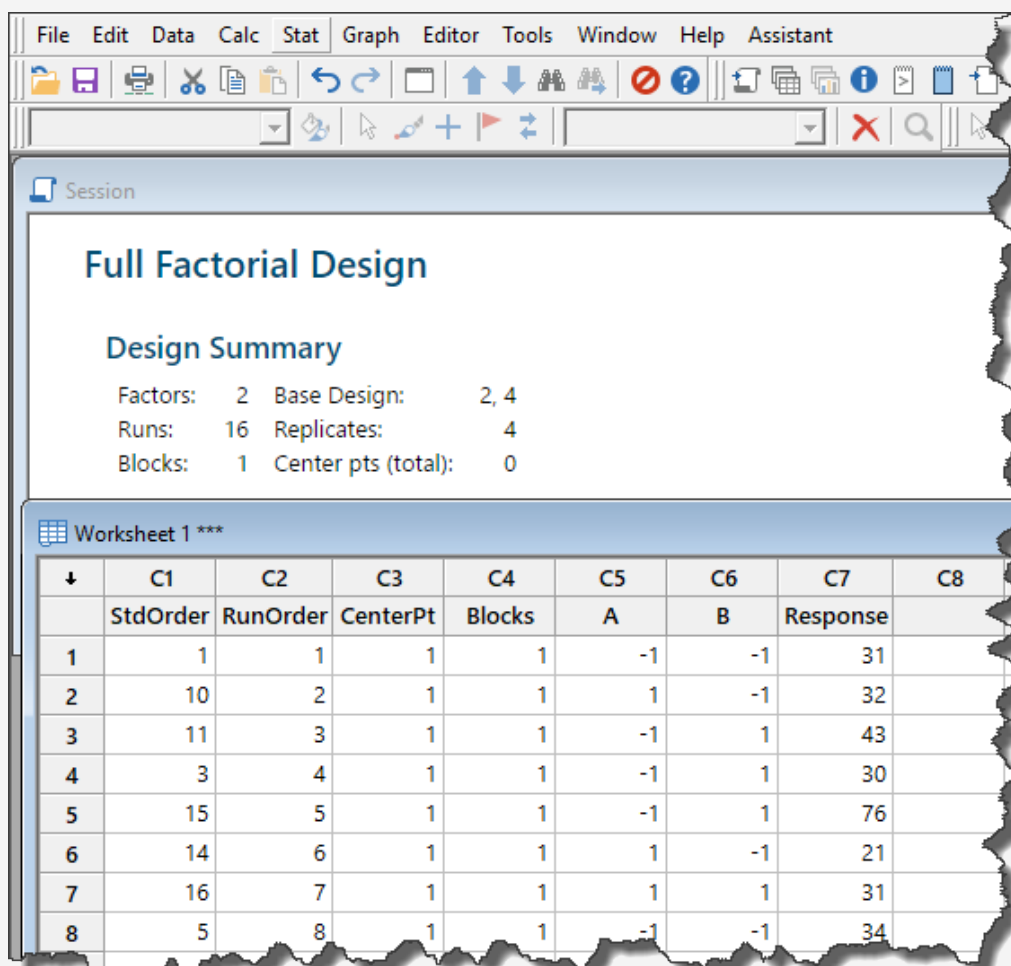 File Edit Data Calc Stat Graph Editor Tools Window Help Assistant
Session
Full Factorial Design
Design Summary
Factors: 2 Base Design: 2, 4
Runs: 16 Replicates: 4
Blocks: 1 Center pts (total): 0
Worksheet 1 ***
C1 C2 C3 C4 C5 C6 C7 C8
StdOrder RunOrder CenterPt Blocks A B Response
1 1 1 1 1 -1 -1 31
2 10 2 1 1 1 -1 32
3 11 3 1 1 -1 1 43
4 3 4 1 1 -1 1 30
5 15 5 1 1 -1 1 76
6 14 6 1 1 1 -1 21
7 16 7 1 1 1 1 31
8 5 8 1 1 -1 -1 34